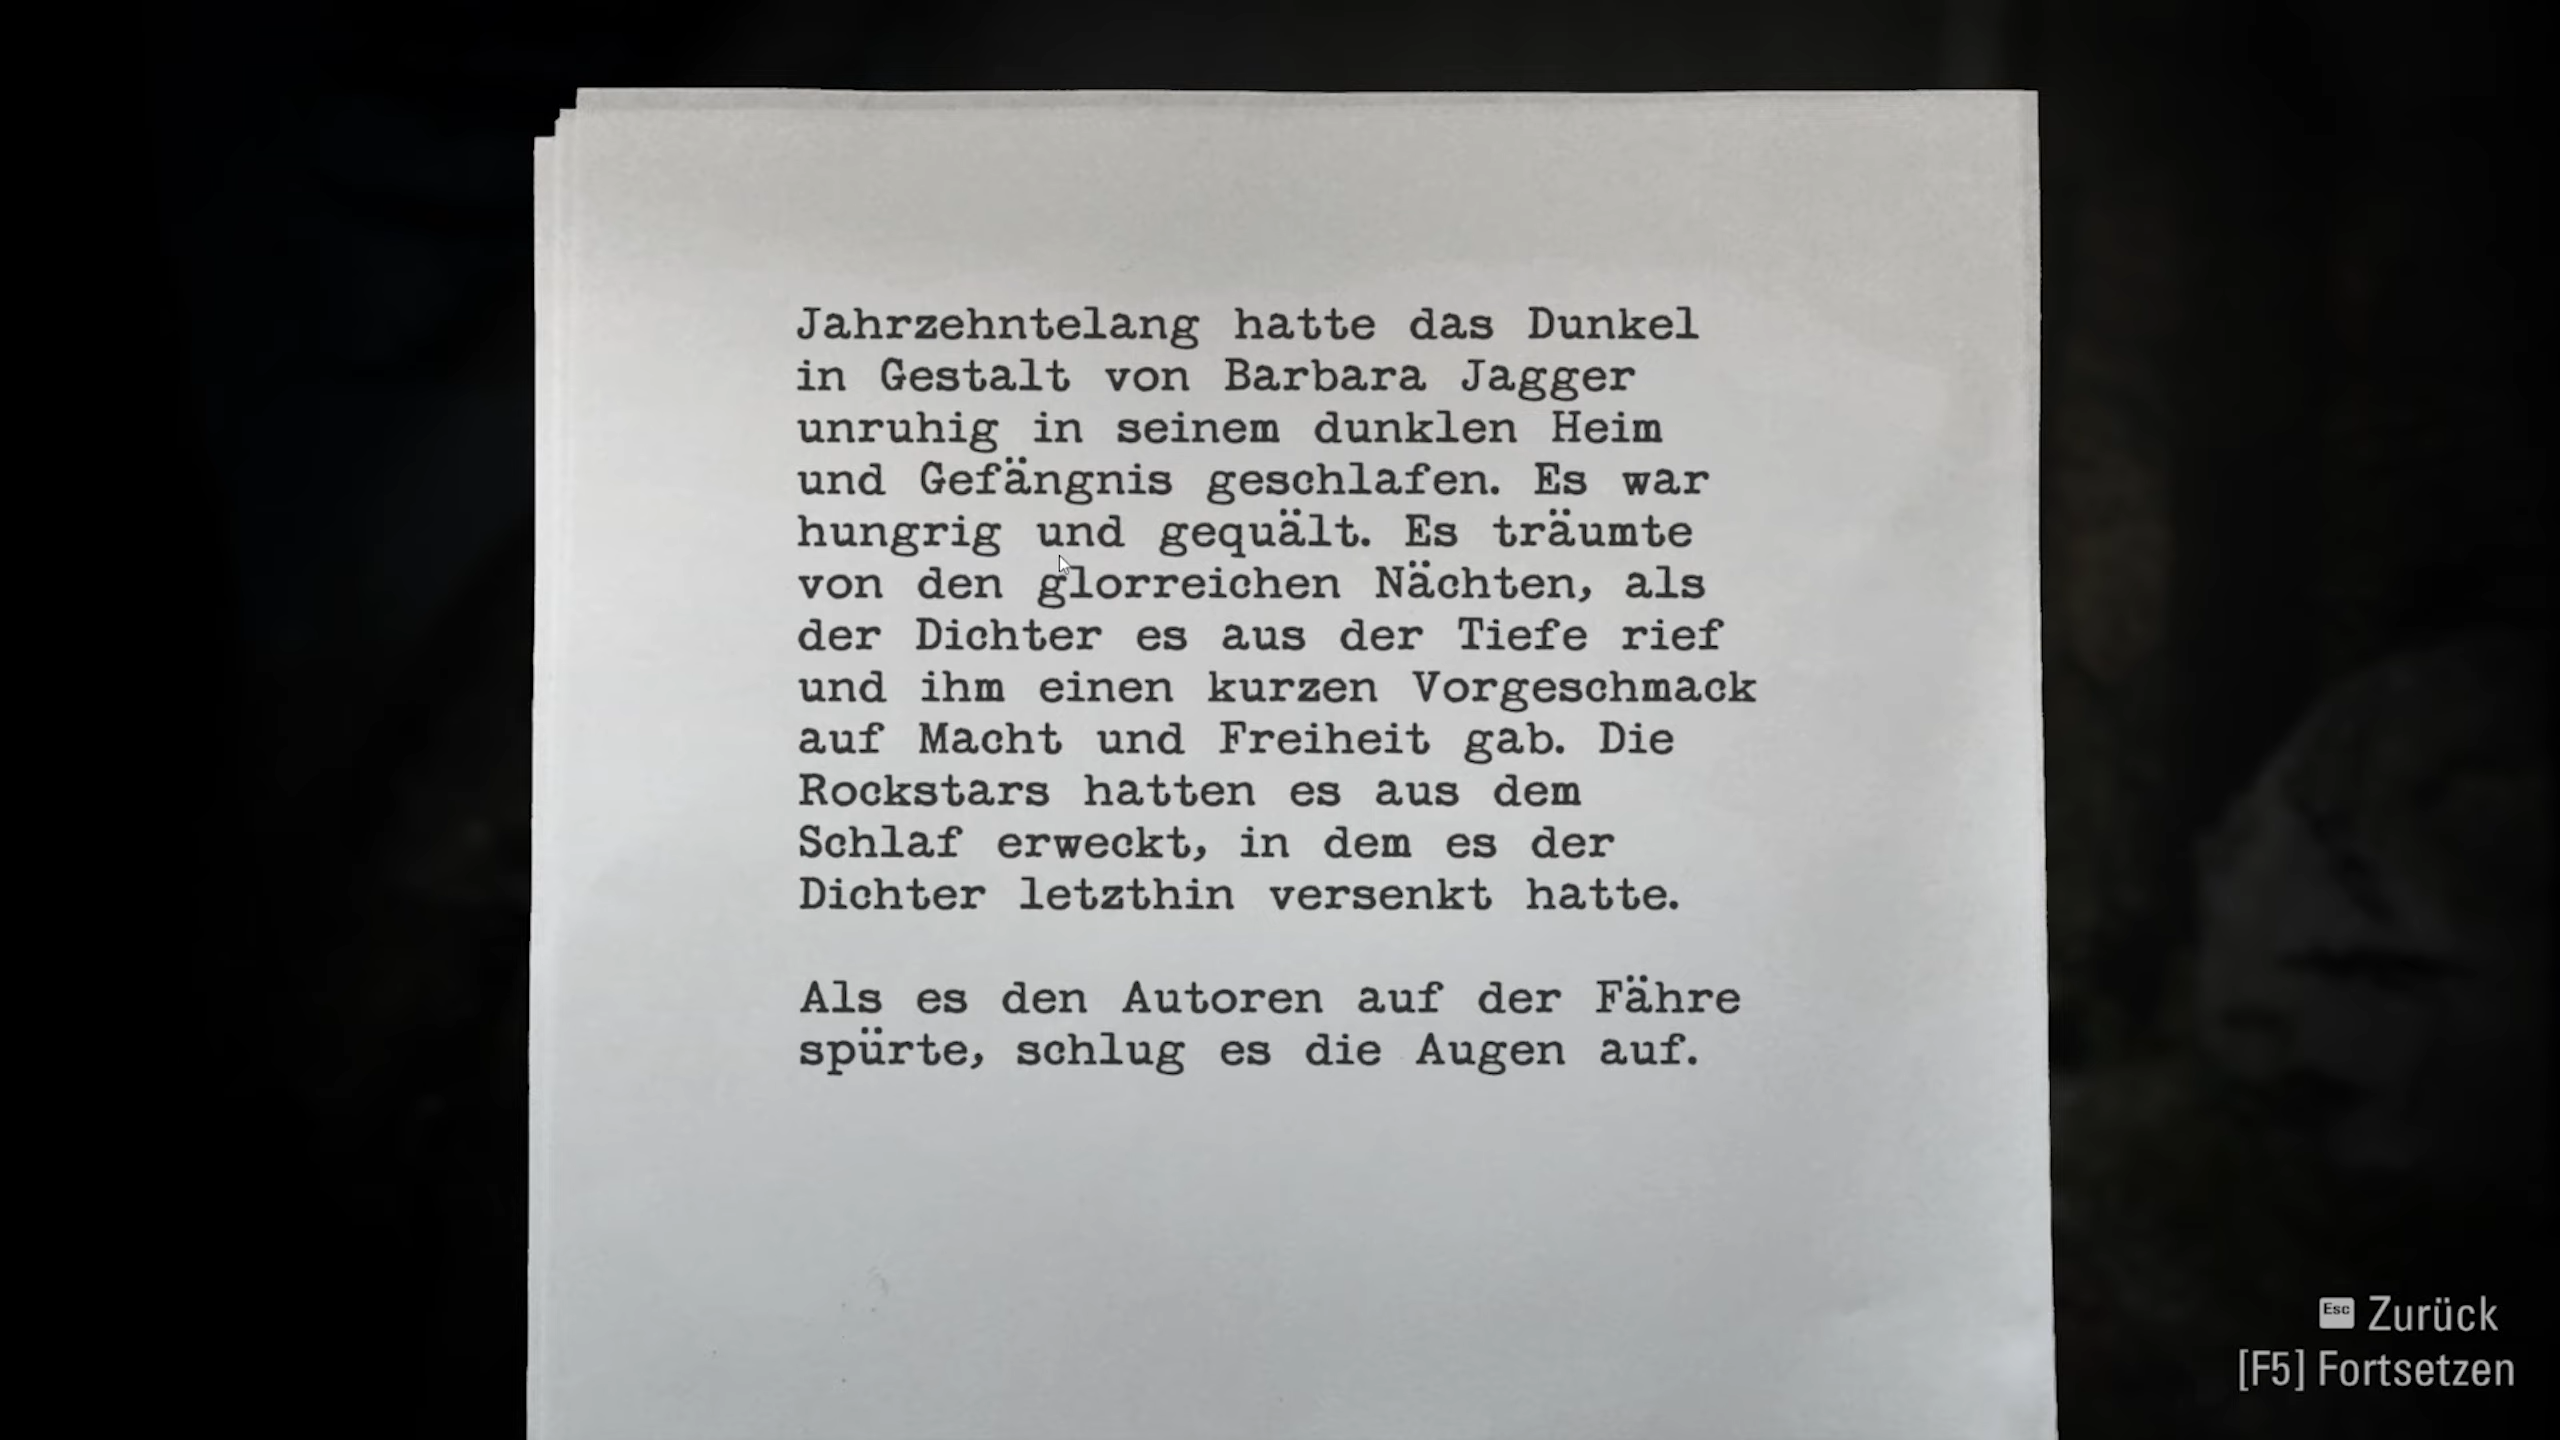 Jahrzehntelang hatte das Dunkel
in Gestalt von Barbara Jagger
unruhig in seinem dunklen Heim
und Gefängnis geschlafen. Es war
hungrig und gequält. Es träumte
von den glorreichen Nächten, als
der Dichter es aus der Tiefe rief
und ihm einen kurzen Vorgeschmack
auf Macht und Freiheit gab. Die
Rockstars hatten es aus dem
Schlaf erweckt, in dem es der
Dichter letzthin versenkt hatte.
Als es den Autoren auf der Fähre
spürte, schlug es die Augen auf.
Esc Zurück
[F5] Fortsetzen